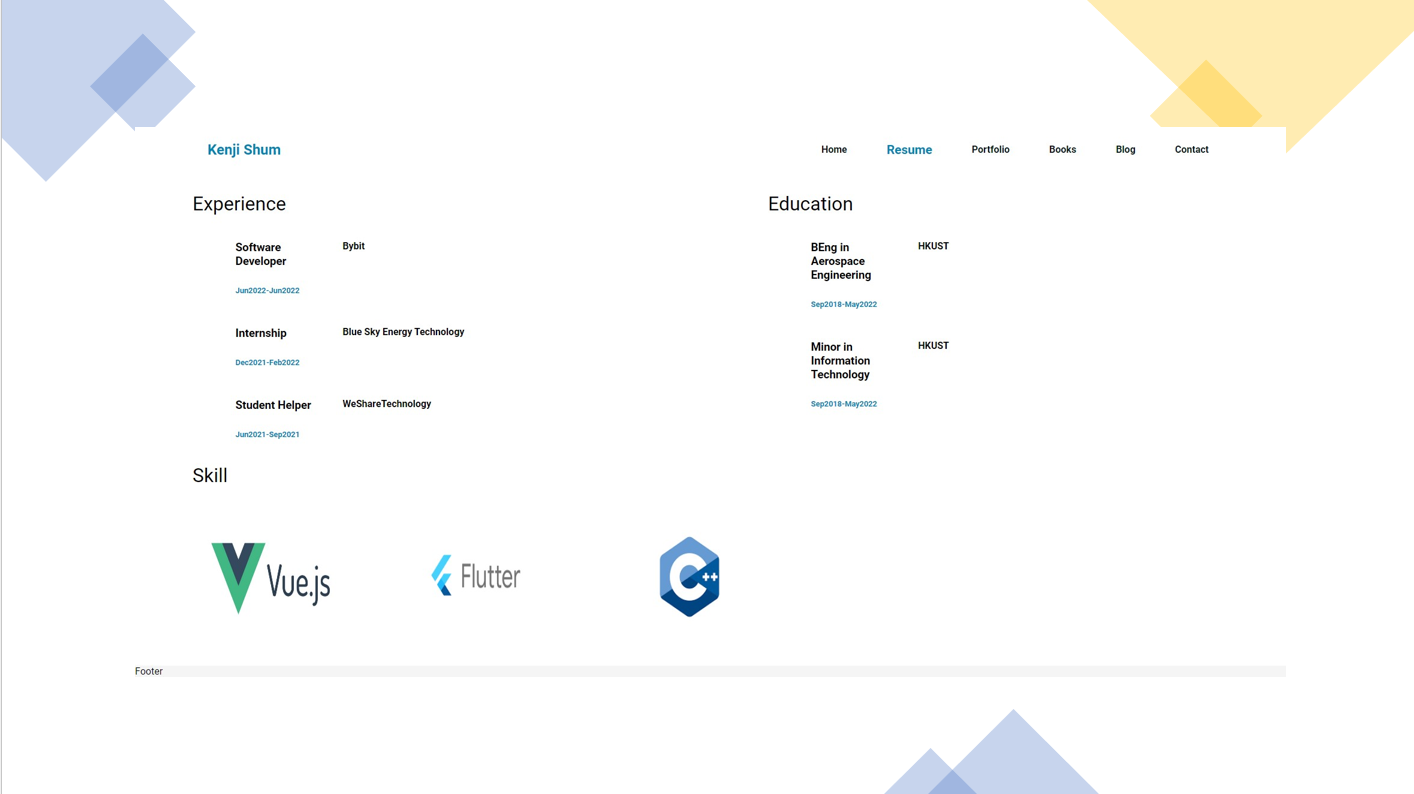 Kenji Shum
Home Resume Portfolio Books Blog Contact
Experience
Software
Developer
Bybit
Jun2022-Jun2022
Internship
Blue Sky Energy Technology
Dec2021-Feb2022
Student Helper
WeShareTechnology
Jun2021-Sep2021
Education
BEng in
Aerospace
Engineering
HKUST
Sep2018-May2022
Minor in
Information
Technology
HKUST
Sep2018-May2022
Skill
Vue.js
Flutter
C++
Footer